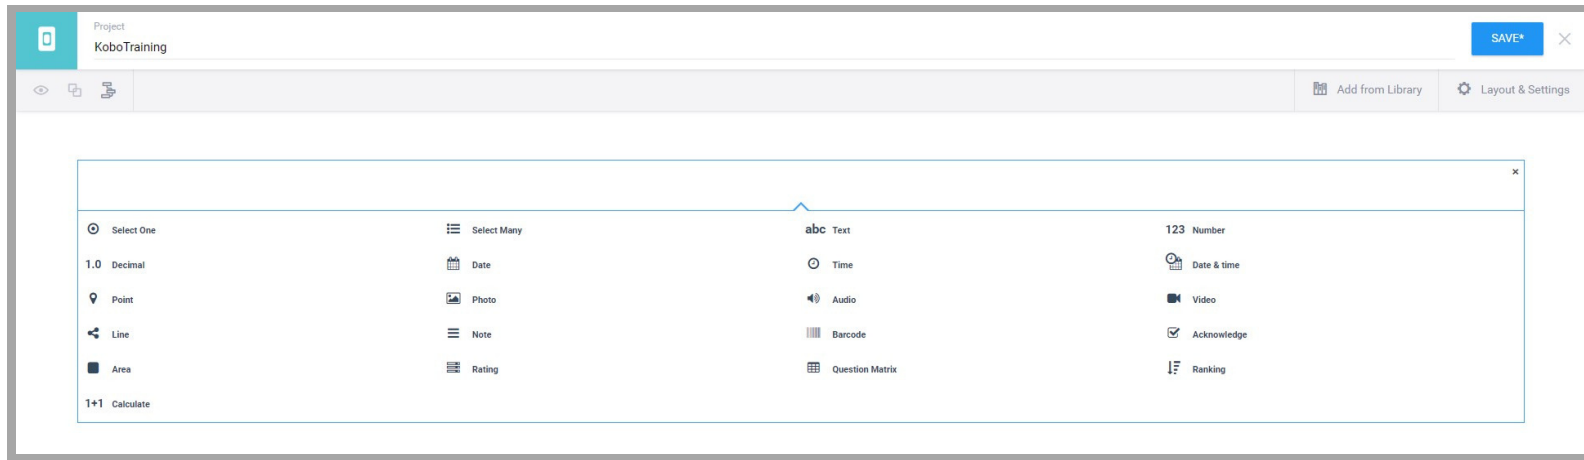 Project
KoboTraining
SAVE*
Add from Library
Layout & Settings
Select One
Select Many
abc Text
123 Number
1.0 Decimal
Date
Time
Date & time
Point
Photo
Audio
Video
Line
Note
Barcode
Acknowledge
Area
Rating
Question Matrix
Ranking
1+1 Calculate